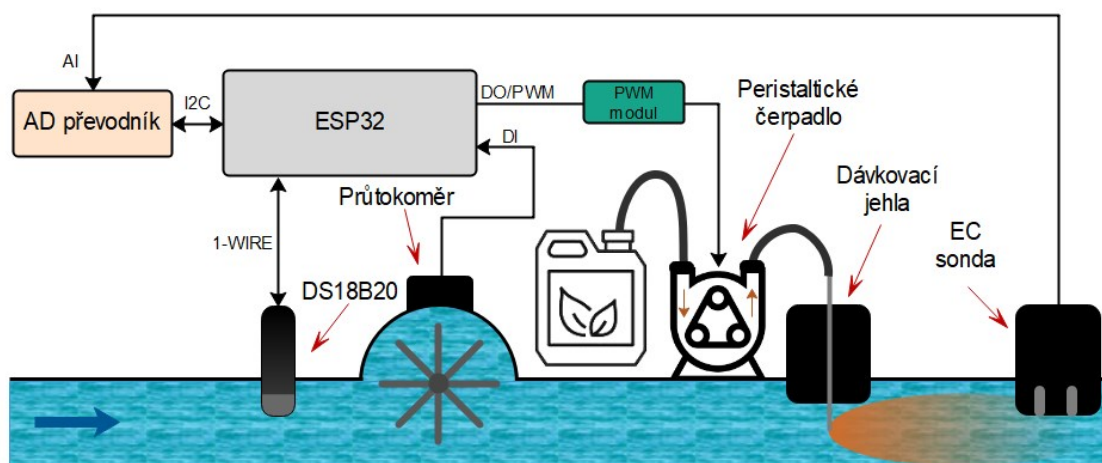 AI
AD převodník
I2C
ESP32
DO/PWM
PWM
modul
DI
Peristaltické
čerpadlo
Dávkovací
jehla
EC
sonda
Průtokoměr
1-WIRE
DS18B20